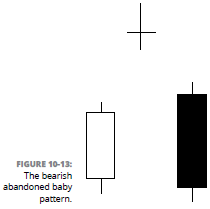 FIGURE 10-13:
The bearish
abandoned baby
pattern.